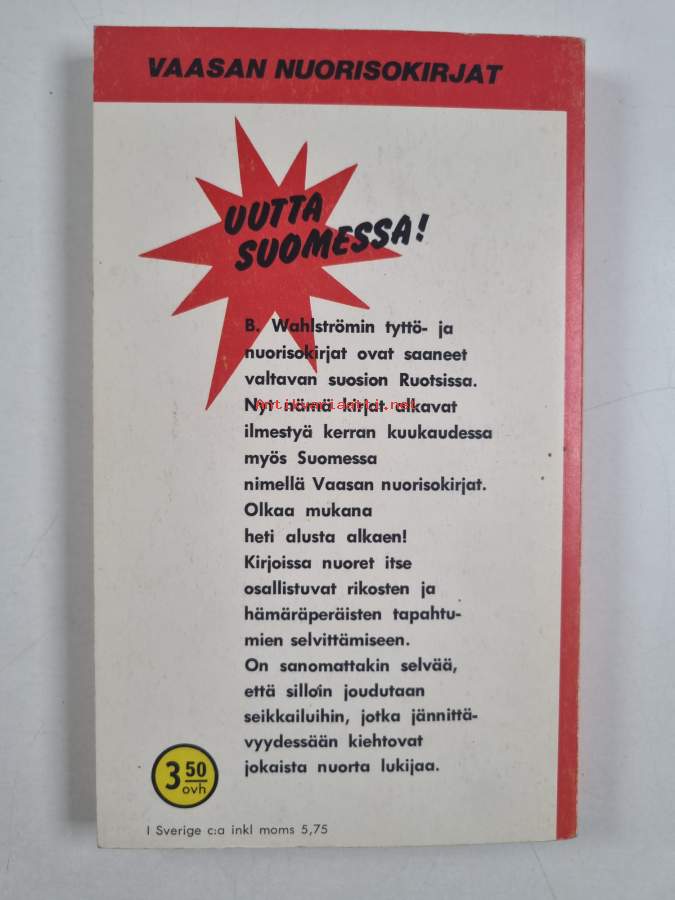 VAASAN NUORISOKIRJAT
UUTTA
SUOMESSA!
B. Wahlströmin tyttö- ja
nuorisokirjat ovat saaneet
valtavan suosion Ruotsissa.
Antikvariaatti.net
Nyt nämä kirjat alkavat
ilmestyä kerran kuukaudessa
myös Suomessa
nimellä Vaasan nuorisokirjat.
Olkaa mukana
heti alusta alkaen!
Kirjoissa nuoret itse
osallistuvat rikosten ja
hämäräperäisten tapahtu-
mien selvittämiseen.
On sanomattakin selvää,
että silloin joudutaan
seikkailuihin, jotka jännittä-
vyydessään kiehtovat
jokaista nuorta lukijaa.
3 50
ovh
I Sverige c:a inkl moms 5,75